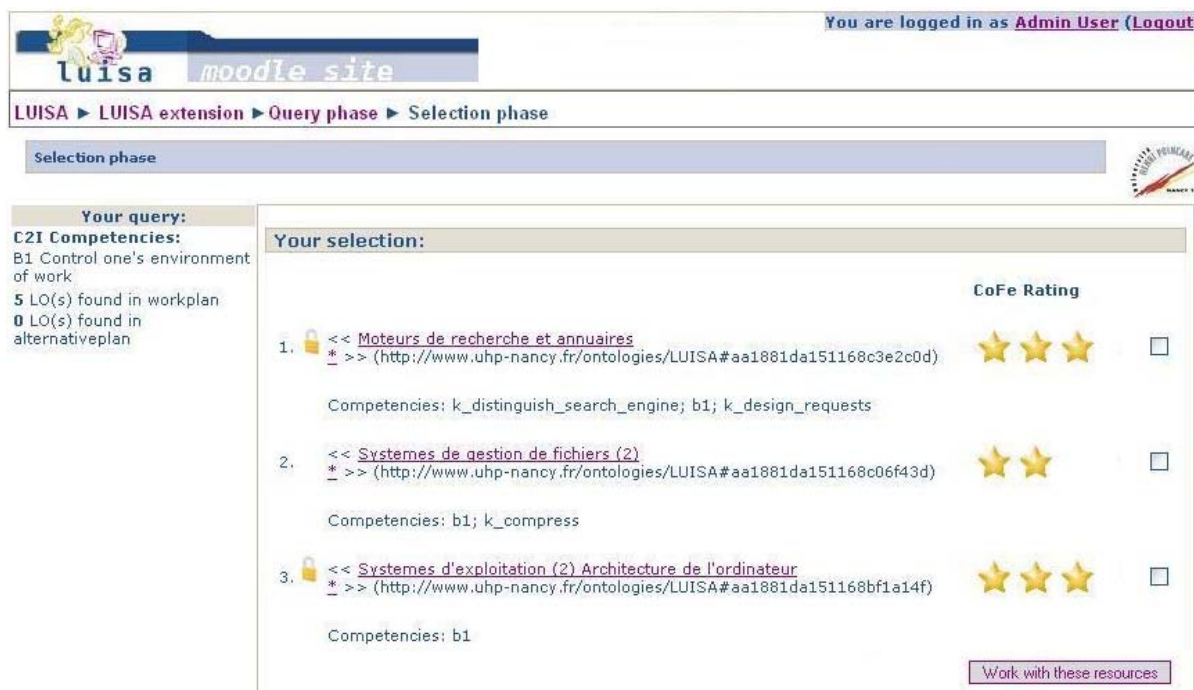 You are logged in as Admin User (Logout
luisa moodle site
LUISA ► LUISA extension ► Query phase ► Selection phase
Selection phase
HENRI POINCARE
NANCY 1
Your query:
C2I Competencies:
B1 Control one's environment
of work
5 LO(s) found in workplan
0 LO(s) found in
alternativeplan
Your selection:
CoFe Rating
1. << Moteurs de recherche et annuaires
* >> (http://www.uhp-nancy.fr/ontologies/LUISA#aa1881da151168c3e2c0d)
Competencies: k_distinguish_search_engine; b1; k_design_requests
2. << Systemes de gestion de fichiers (2)
* >> (http://www.uhp-nancy.fr/ontologies/LUISA#aa1881da151168c06f43d)
Competencies: b1; k_compress
3. << Systemes d'exploitation (2) Architecture de l'ordinateur
* >> (http://www.uhp-nancy.fr/ontologies/LUISA#aa1881da151168bf1a14f)
Competencies: b1
Work with these resources